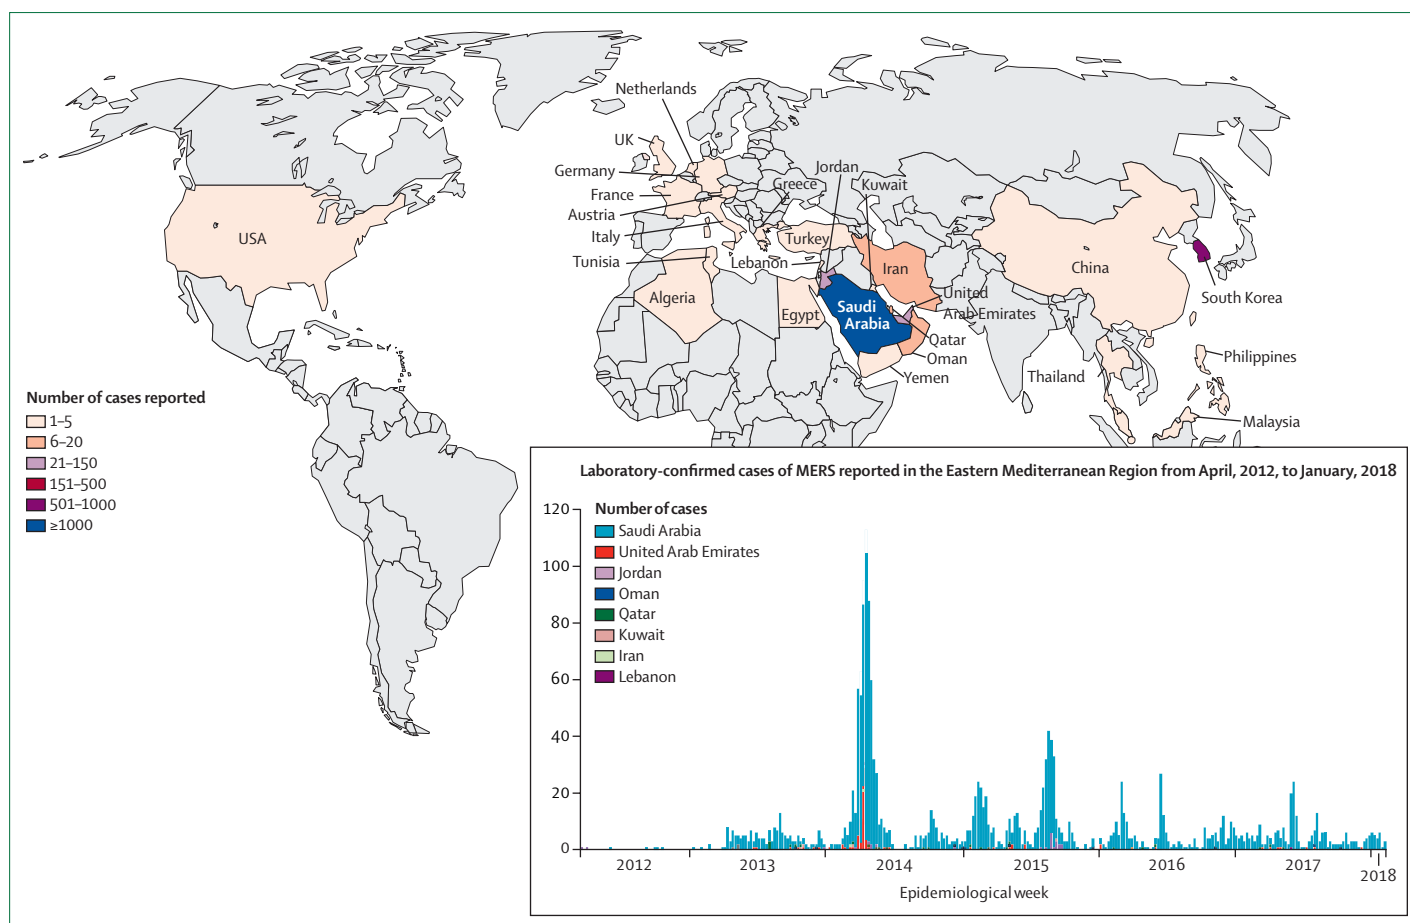 Netherlands
UK
Germany
France
Austria
Italy
Tunisia
Algeria
Lebanon
Greece
Jordan
Kuwait
Turkey
Iran
Egypt
Saudi
Arabia
United
Arab Emirates
Qatar
Oman
Yemen
USA
China
South Korea
Philippines
Thailand
Malaysia
Number of cases reported
1–5
6–20
21–150
151–500
501–1000
≥1000
Laboratory-confirmed cases of MERS reported in the Eastern Mediterranean Region from April, 2012, to January, 2018
Number of cases
Saudi Arabia
United Arab Emirates
Jordan
Oman
Qatar
Kuwait
Iran
Lebanon
120
100
80
60
40
20
0
2012
2013
2014
2015
2016
2017
2018
Epidemiological week